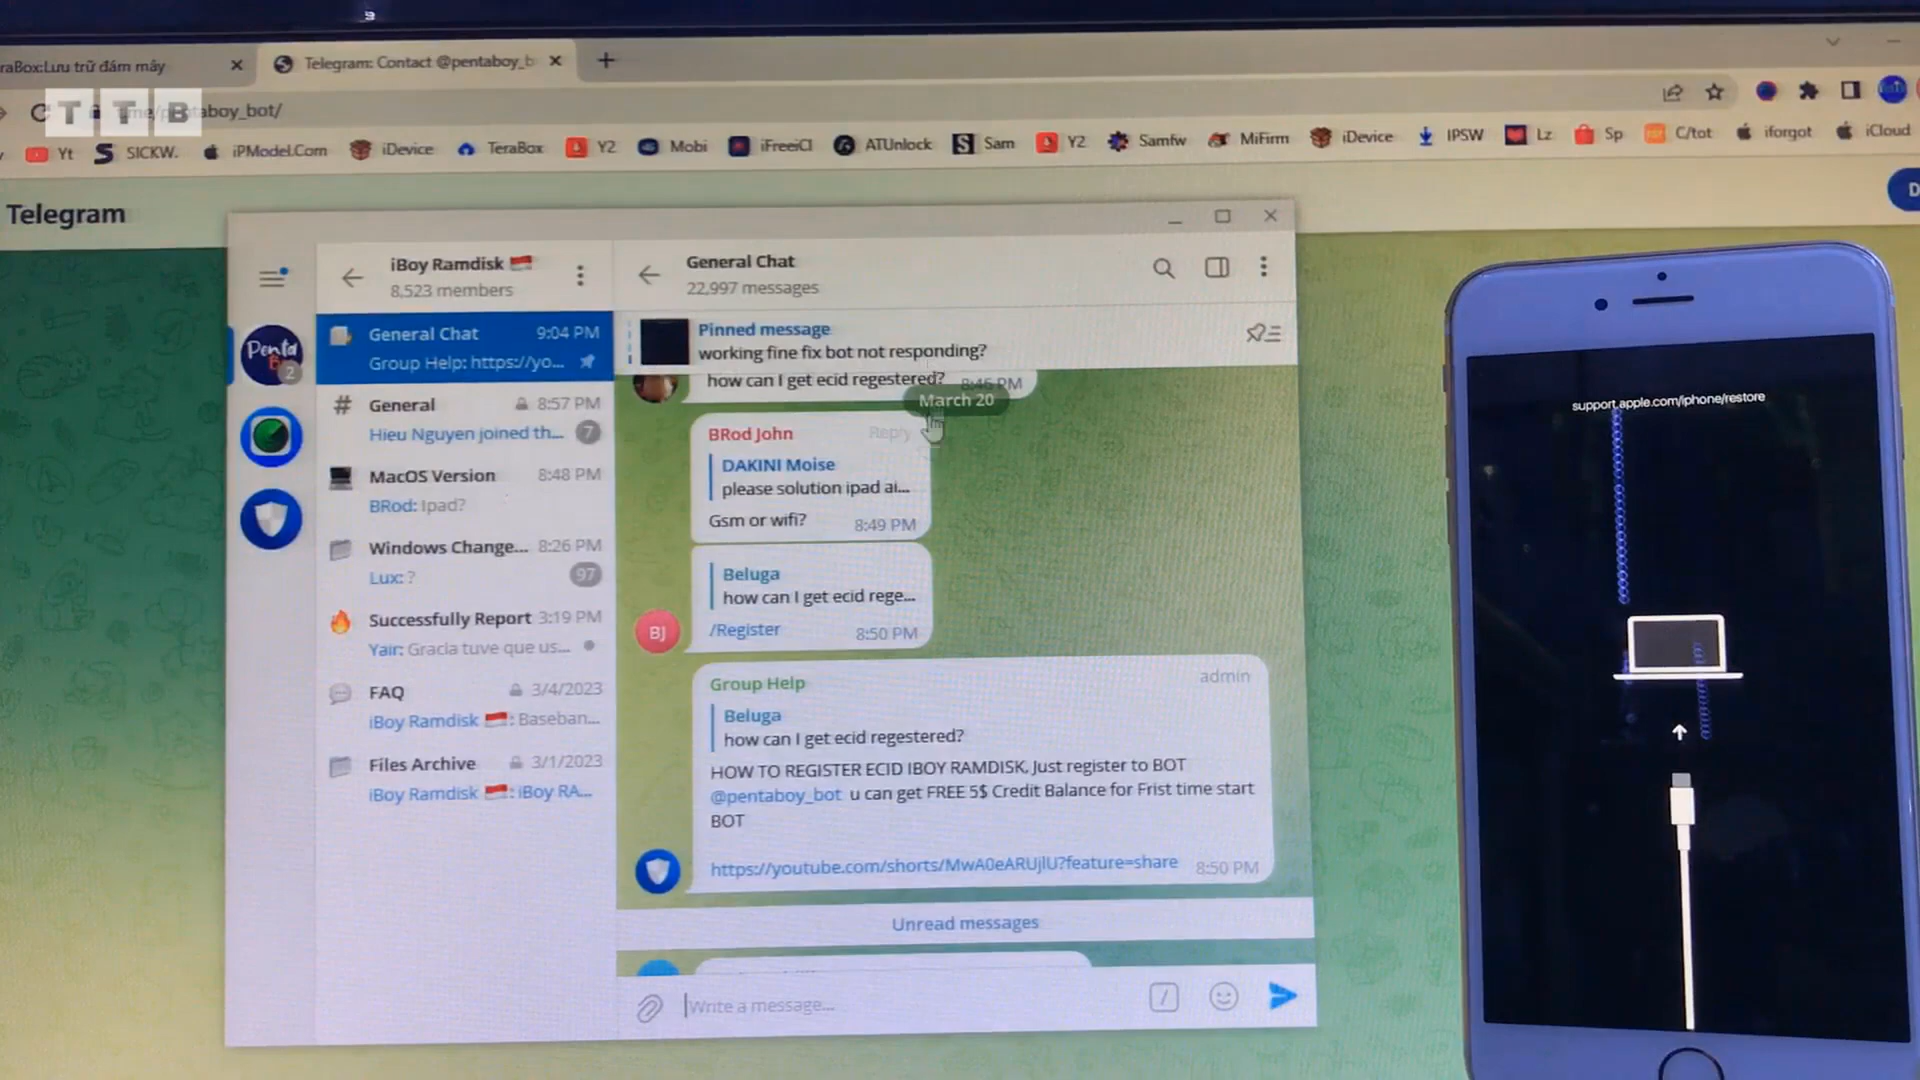 raBox:Lưu trữ đám mây
Telegram: Contact @pentaboy_b
TTB
aboy_bot/
Yt
SICKW.
iPModel.Com
iDevice
TeraBox
Y2
Mobi
iFreeiCl
ATUnlock
Sam
Y2
Samfw
MiFirm
iDevice
IPSW
Lz
Sp
C/tot
iforgot
iCloud
Telegram
D
iBoy Ramdisk
8,523 members
General Chat
22,997 messages
Penta
2
General Chat 9:04 PM
Group Help: https://yo...
# General 8:57 PM
Hieu Nguyen joined th... 7
MacOS Version 8:48 PM
BRod: Ipad?
Windows Change... 8:26 PM
Lux: ? 97
Successfully Report 3:19 PM
Yair: Gracia tuve que us...
FAQ 3/4/2023
iBoy Ramdisk : Baseban...
Files Archive 3/1/2023
iBoy Ramdisk : iBoy RA...
Pinned message
working fine fix bot not responding?
how can I get ecid regestered? 8:46 PM
March 20
BRod John Reply
DAKINI Moise
please solution ipad ai...
Gsm or wifi? 8:49 PM
Beluga
how can I get ecid rege...
/Register 8:50 PM
BJ
Group Help admin
Beluga
how can I get ecid regestered?
HOW TO REGISTER ECID IBOY RAMDISK, Just register to BOT
@pentaboy_bot u can get FREE 5$ Credit Balance for Frist time start
BOT
https://youtube.com/shorts/MwA0eARUjlU?feature=share 8:50 PM
Unread messages
Write a message...
support.apple.com/iphone/restore